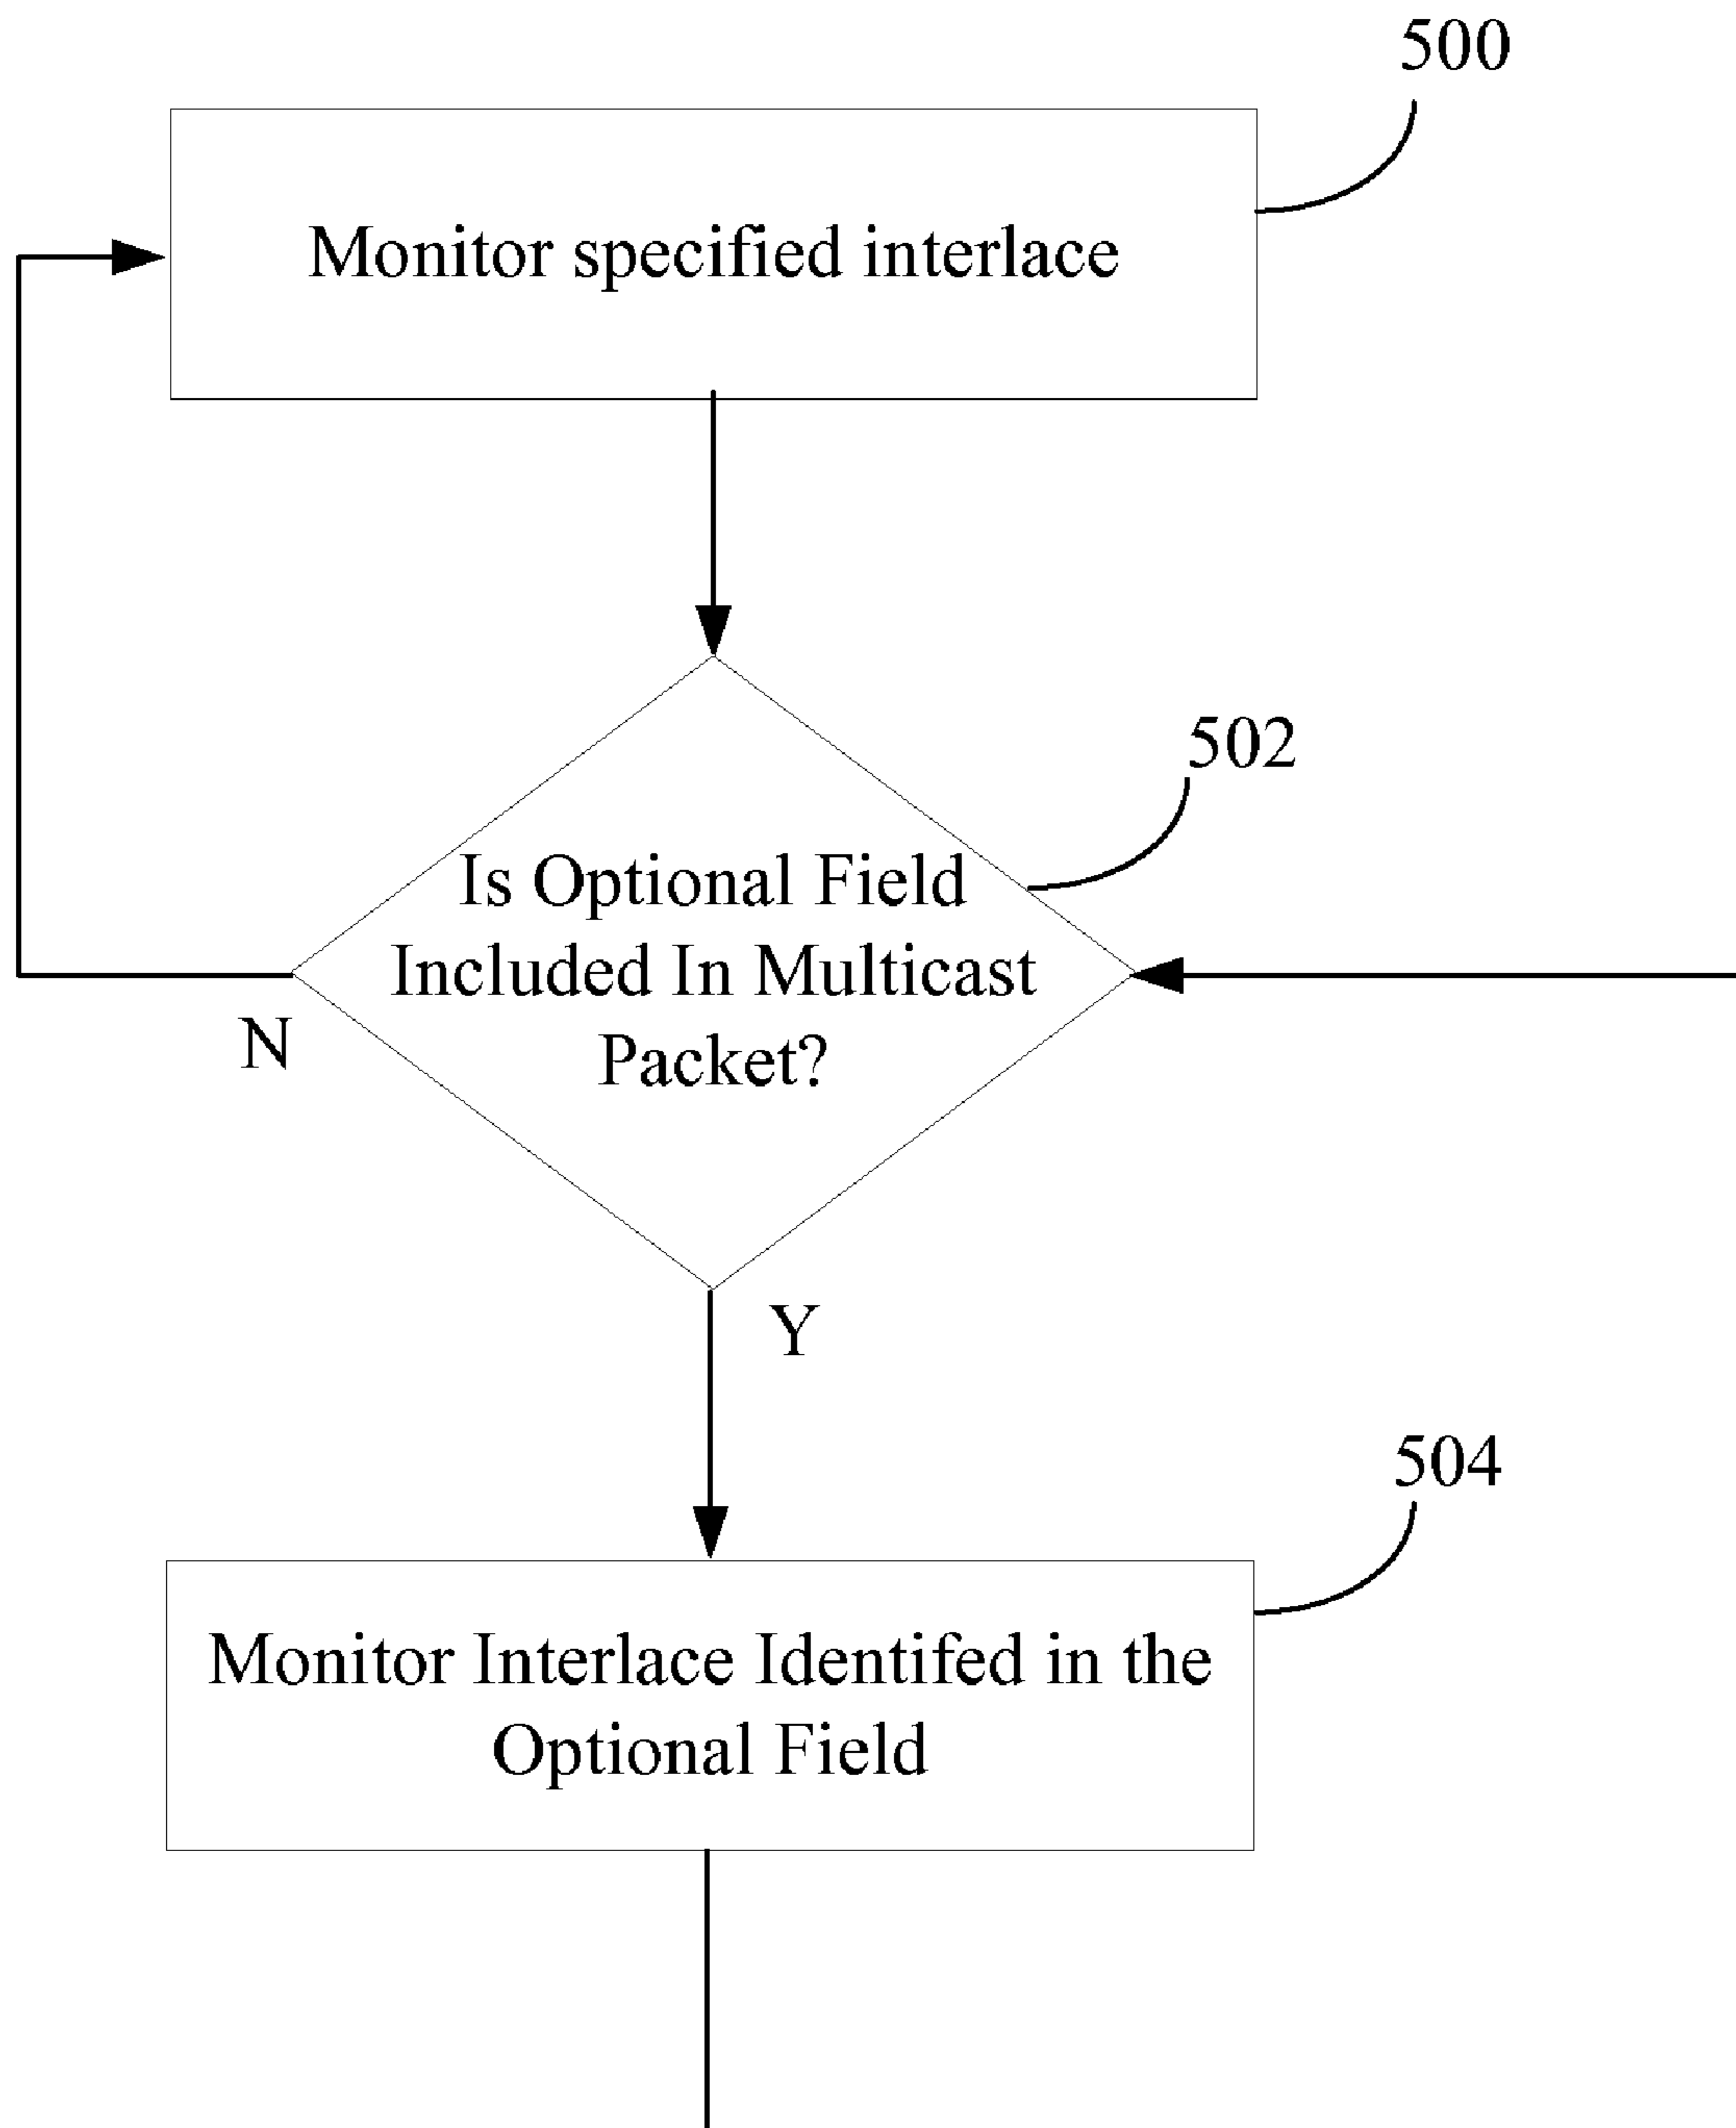 500
Monitor specified interlace
502
Is Optional Field
Included In Multicast
Packet?
N
Y
504
Monitor Interlace Identifed in the
Optional Field